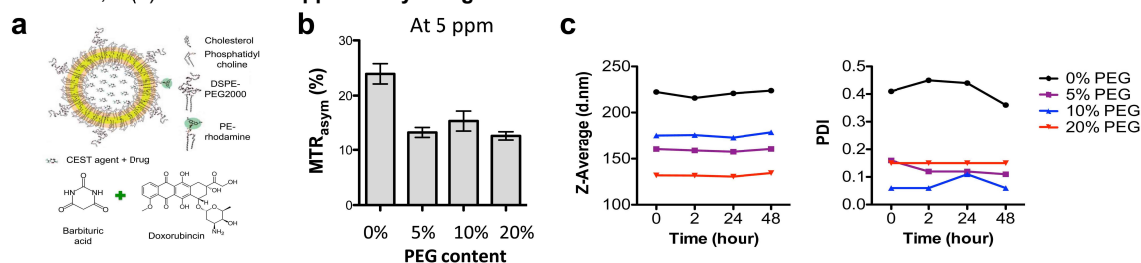 a
Cholesterol
Phosphatidyl
choline
DSPE-
PEG2000
PE-
rhodamine
CEST agent + Drug
O
NH
HN
O
O
Barbituric
acid
Doxorubincin
b
At 5 ppm
MTRasym (%)
30
20
10
0
0% 5% 10% 20%
PEG content
c
Z-Average (d.nm)
250
200
150
100
0 2 24 48
Time (hour)
PDI
0.5
0.4
0.3
0.2
0.1
0.0
0 2 24 48
Time (hour)
0% PEG
5% PEG
10% PEG
20% PEG